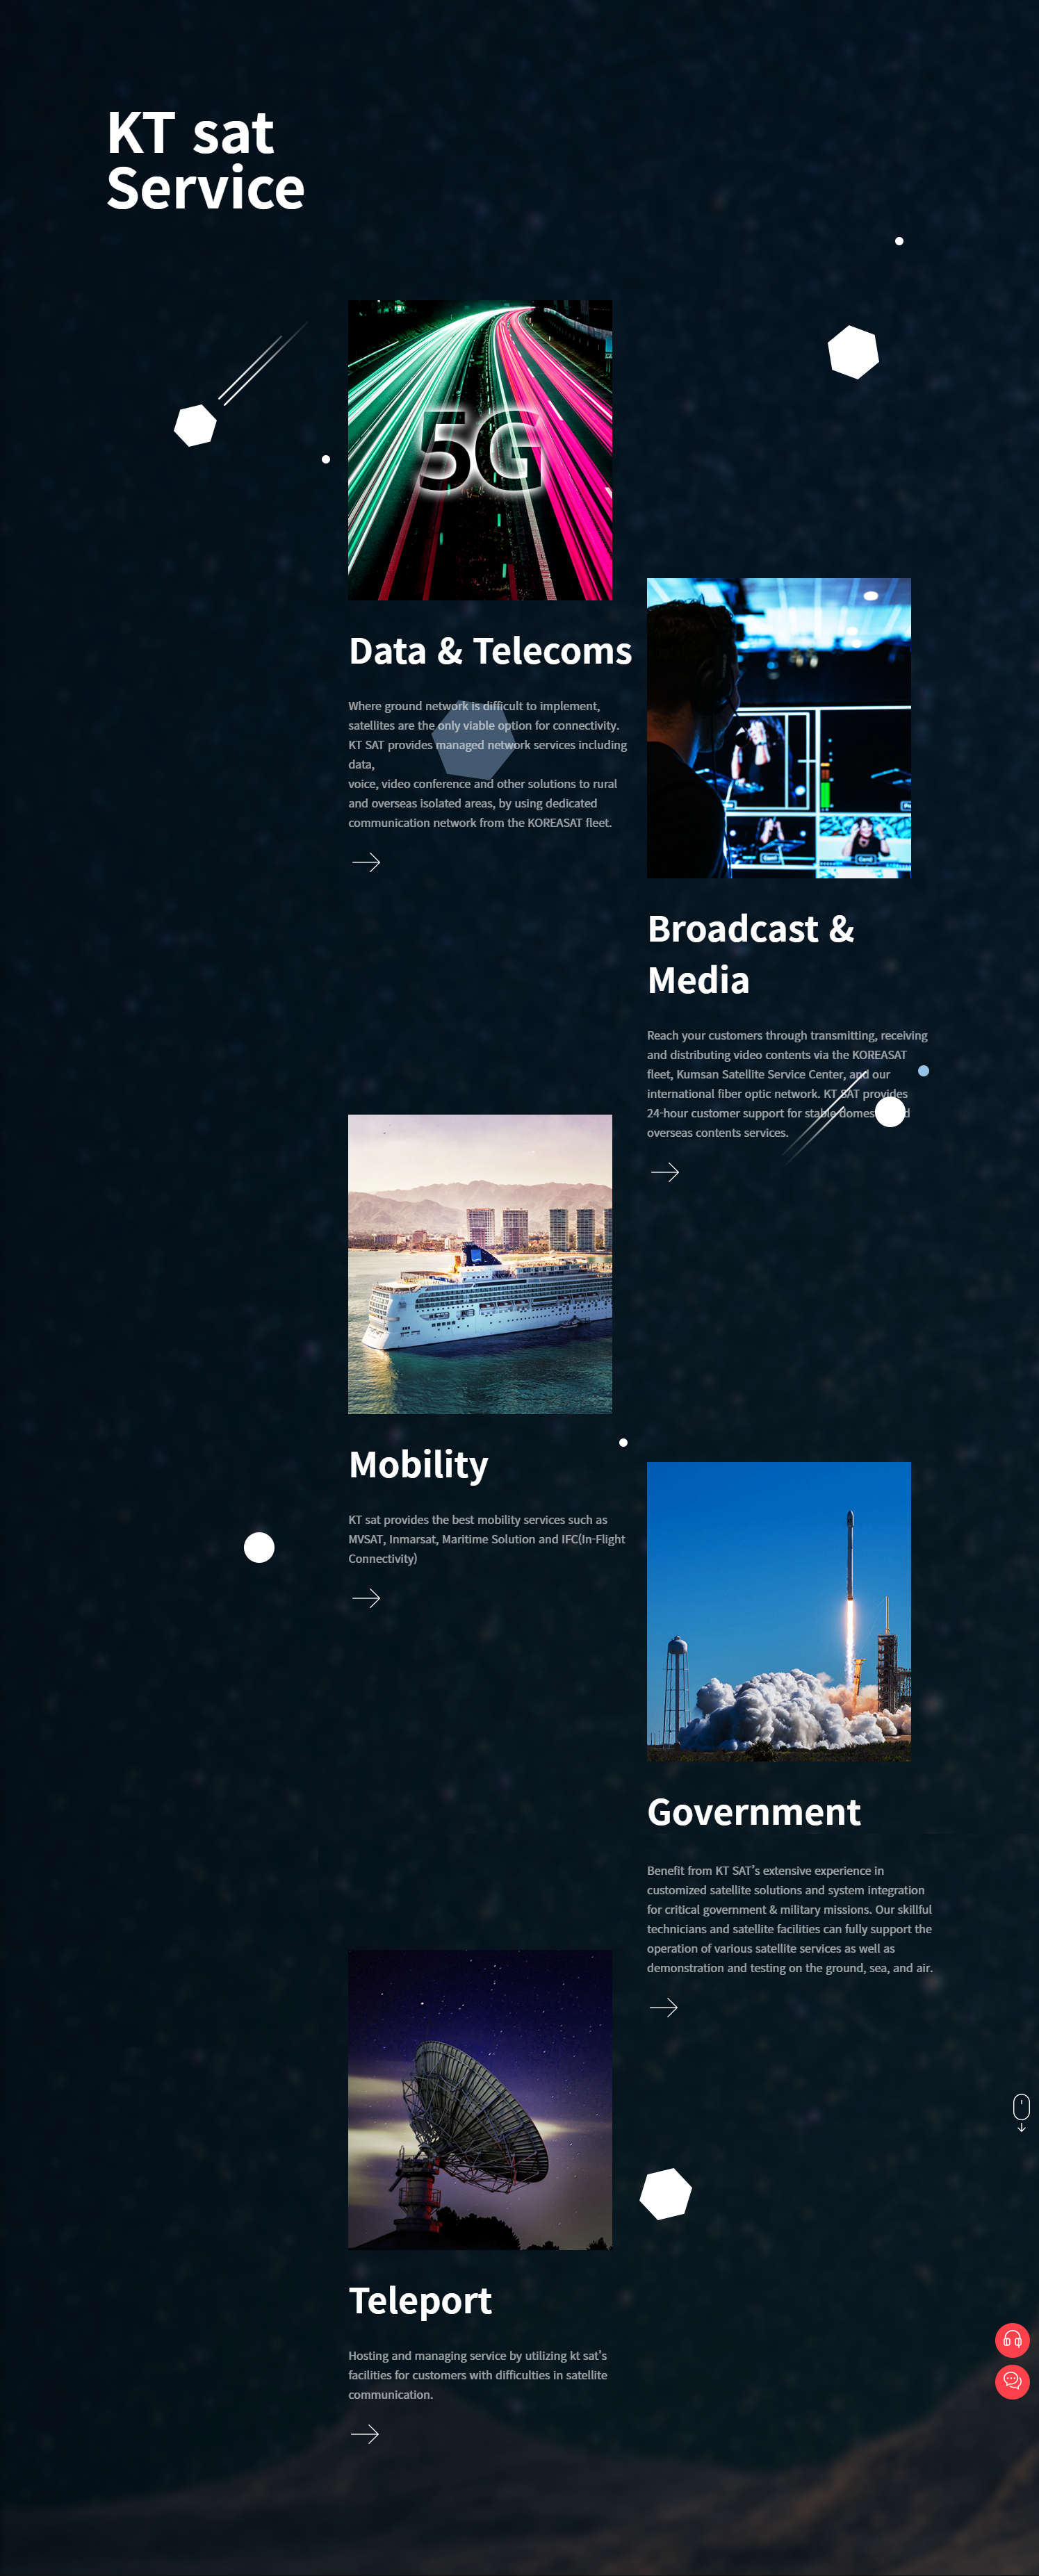 KT sat
Service
5G
Data & Telecoms
Where ground network is difficult to implement,
satellites are the only viable option for connectivity.
KT SAT provides managed network services including
data,
voice, video conference and other solutions to rural
and overseas isolated areas, by using dedicated
communication network from the KOREASAT fleet.
Broadcast &
Media
Reach your customers through transmitting, receiving
and distributing video contents via the KOREASAT
fleet, Kumsan Satellite Service Center, and our
international fiber optic network. KT SAT provides
24-hour customer support for stable domes d
overseas contents services.
Mobility
KT sat provides the best mobility services such as
MVSAT, Inmarsat, Maritime Solution and IFC(In-Flight
Connectivity)
Government
Benefit from KT SAT's extensive experience in
customized satellite solutions and system integration
for critical government & military missions. Our skillful
technicians and satellite facilities can fully support the
operation of various satellite services as well as
demonstration and testing on the ground, sea, and air.
Teleport
Hosting and managing service by utilizing kt sat's
facilities for customers with difficulties in satellite
communication.